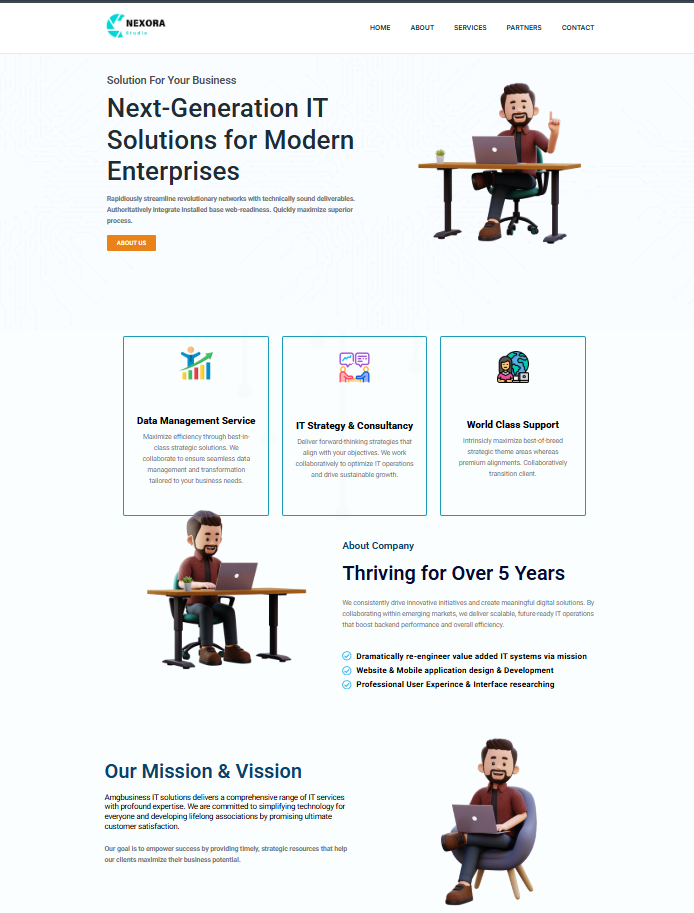 NEXORA
Studio
HOME ABOUT SERVICES PARTNERS CONTACT
Solution For Your Business
Next-Generation IT
Solutions for Modern
Enterprises
Rapidiously streamline revolutionary networks with technically sound deliverables.
Authoritatively integrate installed base web-readiness. Quickly maximize superior
process.
ABOUT US
Data Management Service
Maximize efficiency through best-in-
class strategic solutions. We
collaborate to ensure seamless data
management and transformation
tailored to your business needs.
IT Strategy & Consultancy
Deliver forward-thinking strategies that
align with your objectives. We work
collaboratively to optimize IT operations
and drive sustainable growth.
World Class Support
Intrinsicly maximize best-of-breed
strategic theme areas whereas
premium alignments. Collaboratively
transition client.
About Company
Thriving for Over 5 Years
We consistently drive innovative initiatives and create meaningful digital solutions. By
collaborating within emerging markets, we deliver scalable, future-ready IT operations
that boost backend performance and overall efficiency.
Dramatically re-engineer value added IT systems via mission
Website & Mobile application design & Development
Professional User Experince & Interface researching
Our Mission & Vission
Amgbusiness IT solutions delivers a comprehensive range of IT services
with profound expertise. We are committed to simplifying technology for
everyone and developing lifelong associations by promising ultimate
customer satisfaction.
Our goal is to empower success by providing timely, strategic resources that help
our clients maximize their business potential.